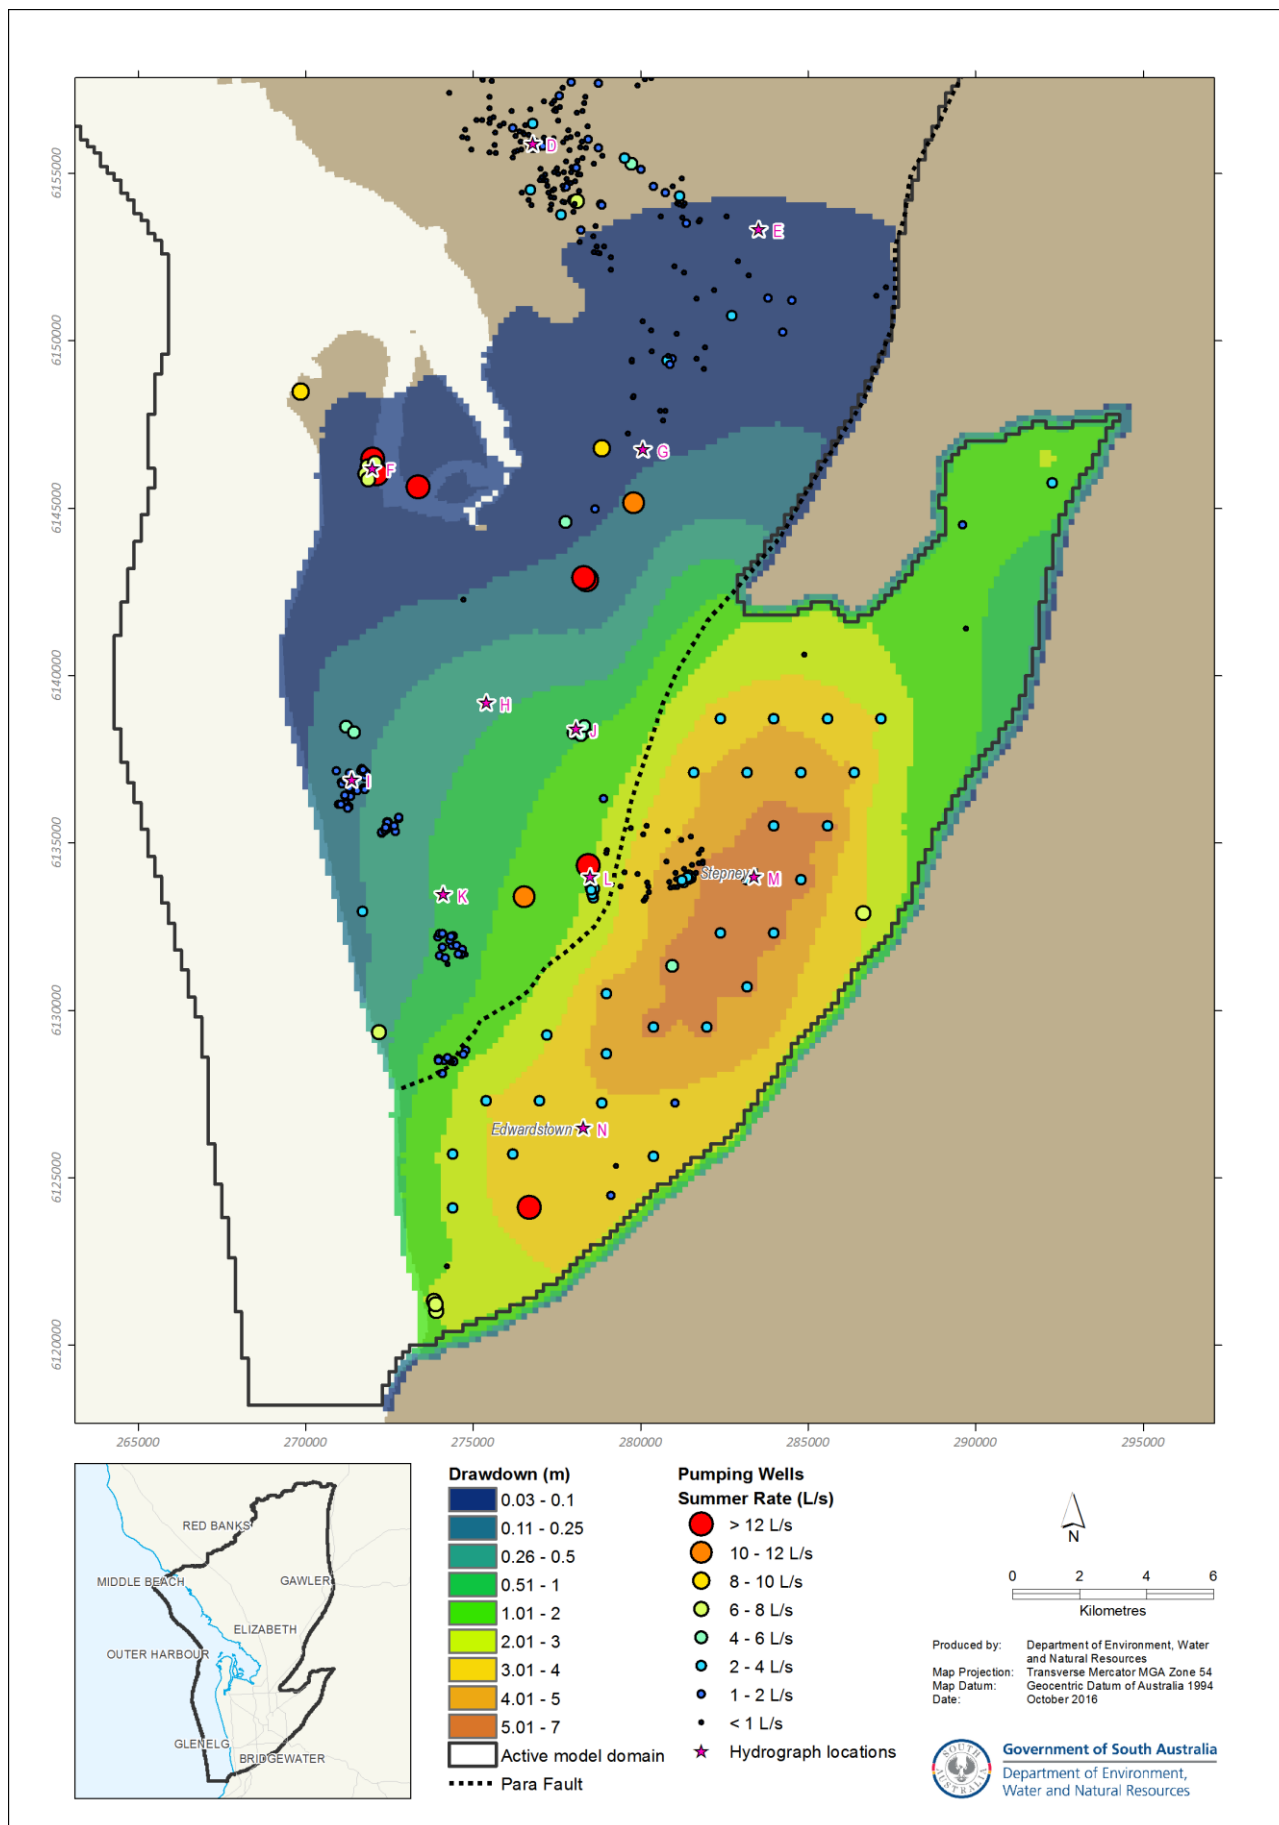 D
E
6155000
6150000
G
F
6145000
6140000
H
J
I
6135000
Stepney
M
L
K
6130000
Edwardstown
N
6125000
6120000
265000
270000
275000
280000
285000
290000
295000
RED BANKS
MIDDLE BEACH
GAWLER
ELIZABETH
OUTER HARBOUR
GLENELG
BRIDGEWATER
Drawdown (m)
0.03 - 0.1
0.11 - 0.25
0.26 - 0.5
0.51 - 1
1.01 - 2
2.01 - 3
3.01 - 4
4.01 - 5
5.01 - 7
Active model domain
Para Fault
Pumping Wells
Summer Rate (L/s)
> 12 L/s
10 - 12 L/s
8 - 10 L/s
6 - 8 L/s
4 - 6 L/s
2 - 4 L/s
1 - 2 L/s
< 1 L/s
Hydrograph locations
N
0 2 4 6
Kilometres
Produced by: Department of Environment, Water
and Natural Resources
Map Projection: Transverse Mercator MGA Zone 54
Map Datum: Geocentric Datum of Australia 1994
Date: October 2016
SOUTH
AUSTRALIA
Government of South Australia
Department of Environment,
Water and Natural Resources